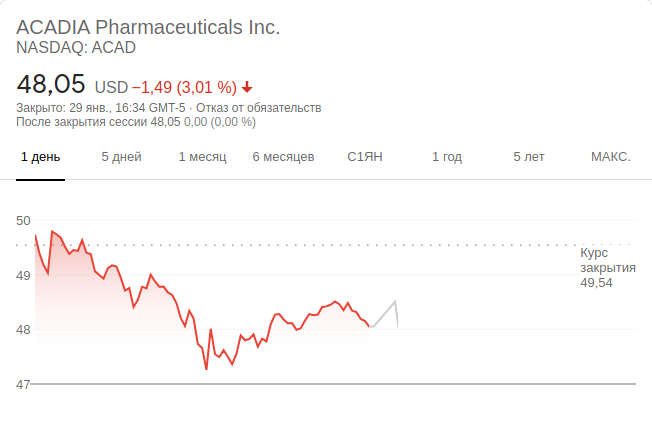 ACADIA Pharmaceuticals Inc.
NASDAQ: ACAD
48,05 USD −1,49 (3,01 %)
Закрыто: 29 янв., 16:34 GMT-5 · Отказ от обязательств
После закрытия сессии 48,05 0,00 (0,00 %)
1 день 5 дней 1 месяц 6 месяцев С1ЯН 1 год 5 лет МАКС.
50
Курс
закрытия
49,54
49
48
47